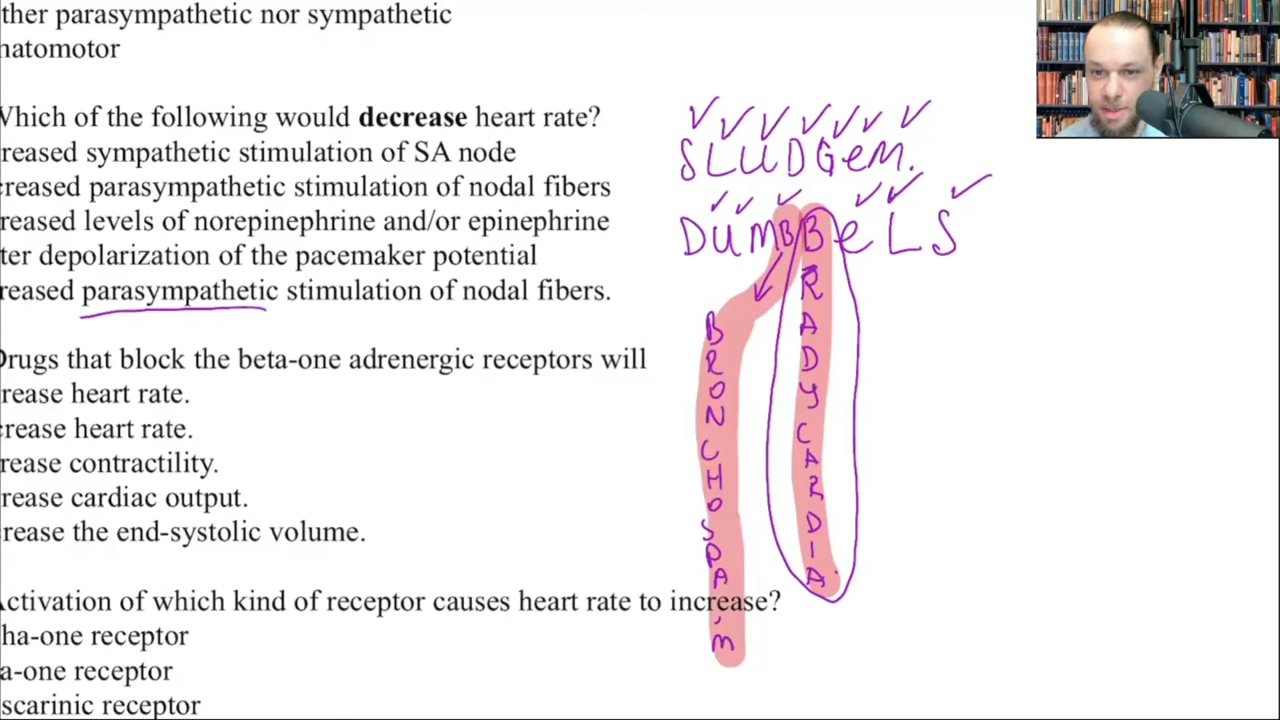 ther parasympathetic nor sympathetic
natomotor
Which of the following would decrease heart rate?
reased sympathetic stimulation of SA node
creased parasympathetic stimulation of nodal fibers
reased levels of norepinephrine and/or epinephrine
ter depolarization of the pacemaker potential
reased parasympathetic stimulation of nodal fibers.
Drugs that block the beta-one adrenergic receptors will
rease heart rate.
crease heart rate.
rease contractility.
rease cardiac output.
crease the end-systolic volume.
Activation of which kind of receptor causes heart rate to increase?
ha-one receptor
a-one receptor
scarinic receptor
SLUDGeM.
DUMBBeLS
BRONCHOSPASM
BRADYCARDIA